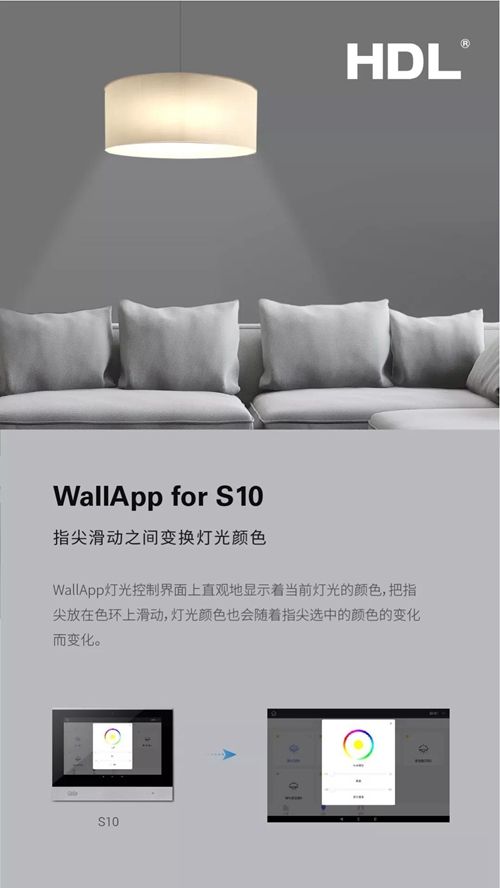 HDL®
WallApp for S10
指尖滑动之间变换灯光颜色
WallApp灯光控制界面上直观地显示着当前灯光的颜色，把指
尖放在色环上滑动，灯光颜色也会随着指尖选中的颜色的变化
而变化。
S10